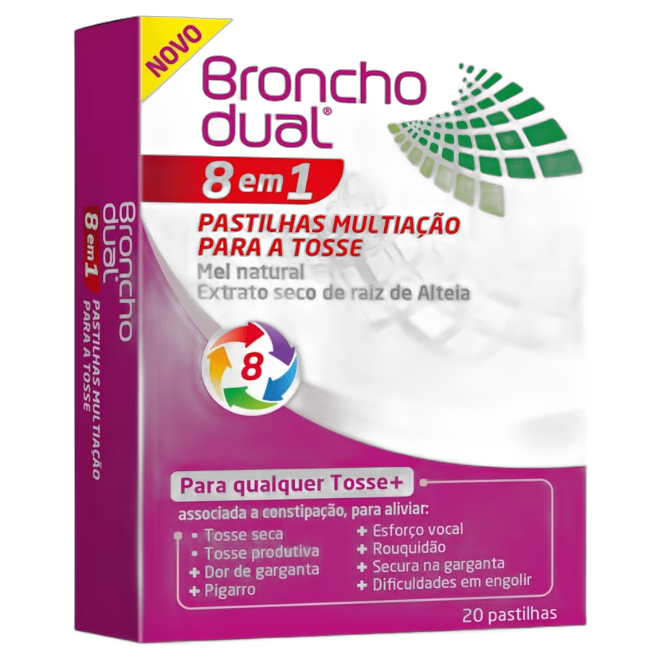 NOVO
Broncho
dual®
8 em 1
PASTILHAS MULTIAÇÃO
PARA A TOSSE
Mel natural
Extrato seco de raiz de Alteia
8
Para qualquer Tosse+
associada a constipação, para aliviar:
• Tosse seca
• Tosse produtiva
+ Dor de garganta
+ Pigarro
+ Esforço vocal
+ Rouquidão
+ Secura na garganta
+ Dificuldades em engolir
20 pastilhas
Broncho
dual®
8 em 1
PASTILHAS MULTIAÇÃO
PARA A TOSSE